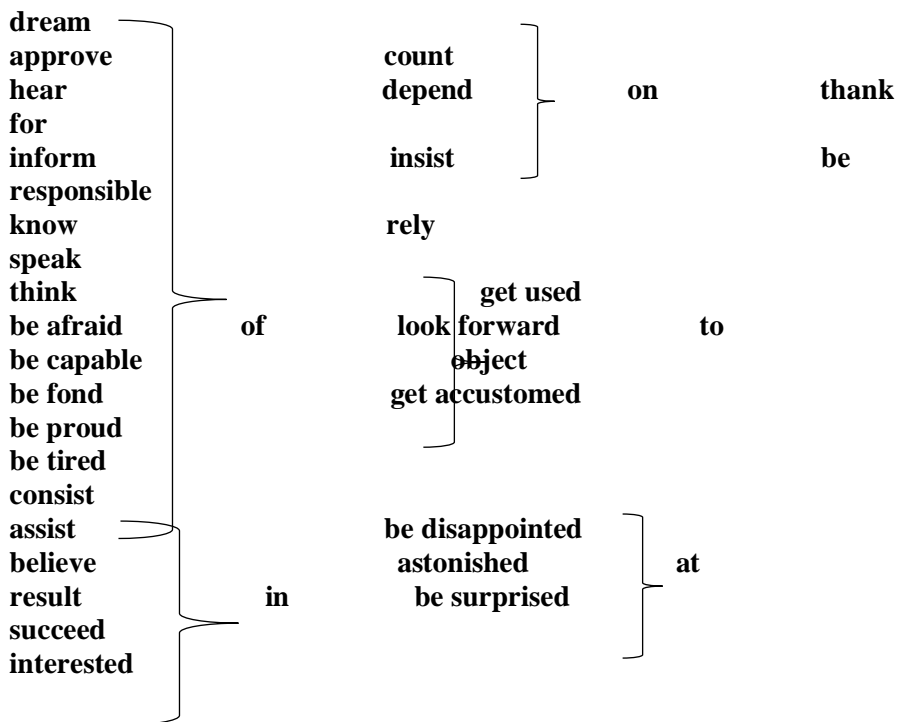 dream
approve count
hear depend on thank
for
inform insist be
responsible
know rely
speak
think get used
be afraid of look forward to
be capable object
be fond get accustomed
be proud
be tired
consist
assist be disappointed
believe astonished at
result in be surprised
succeed
interested